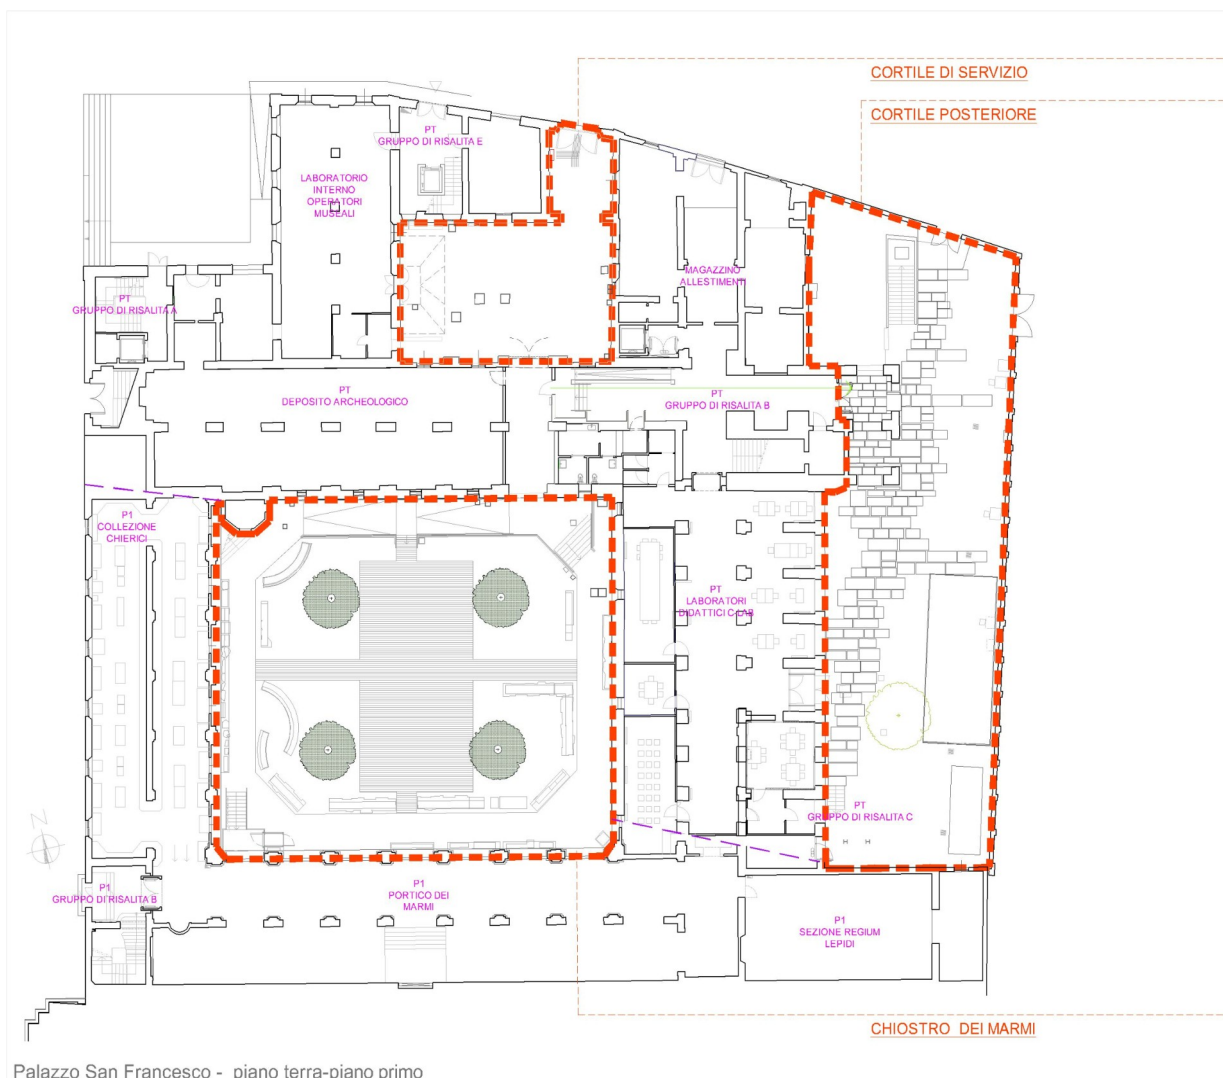 CORTILE DI SERVIZIO
CORTILE POSTERIORE
PT
GRUPPO DI RISALITA E
LABORATORIO
INTERNO
OPERATORI
MUSEALI
MAGAZZINO
ALLESTIMENTI
PT
GRUPPO DI RISALITA A
PT
DEPOSITO ARCHEOLOGICO
PT
GRUPPO DI RISALITA B
P1
COLLEZIONE
CHIERICI
PT
LABORATORI
DIDATTICI C-LAB
PT
GRUPPO DI RISALITA C
N
P1
GRUPPO DI RISALITA B
P1
PORTICO DEI
MARMI
P1
SEZIONE REGIUM
LEPIDI
CHIOSTRO DEI MARMI
Palazzo San Francesco - piano terra-piano primo